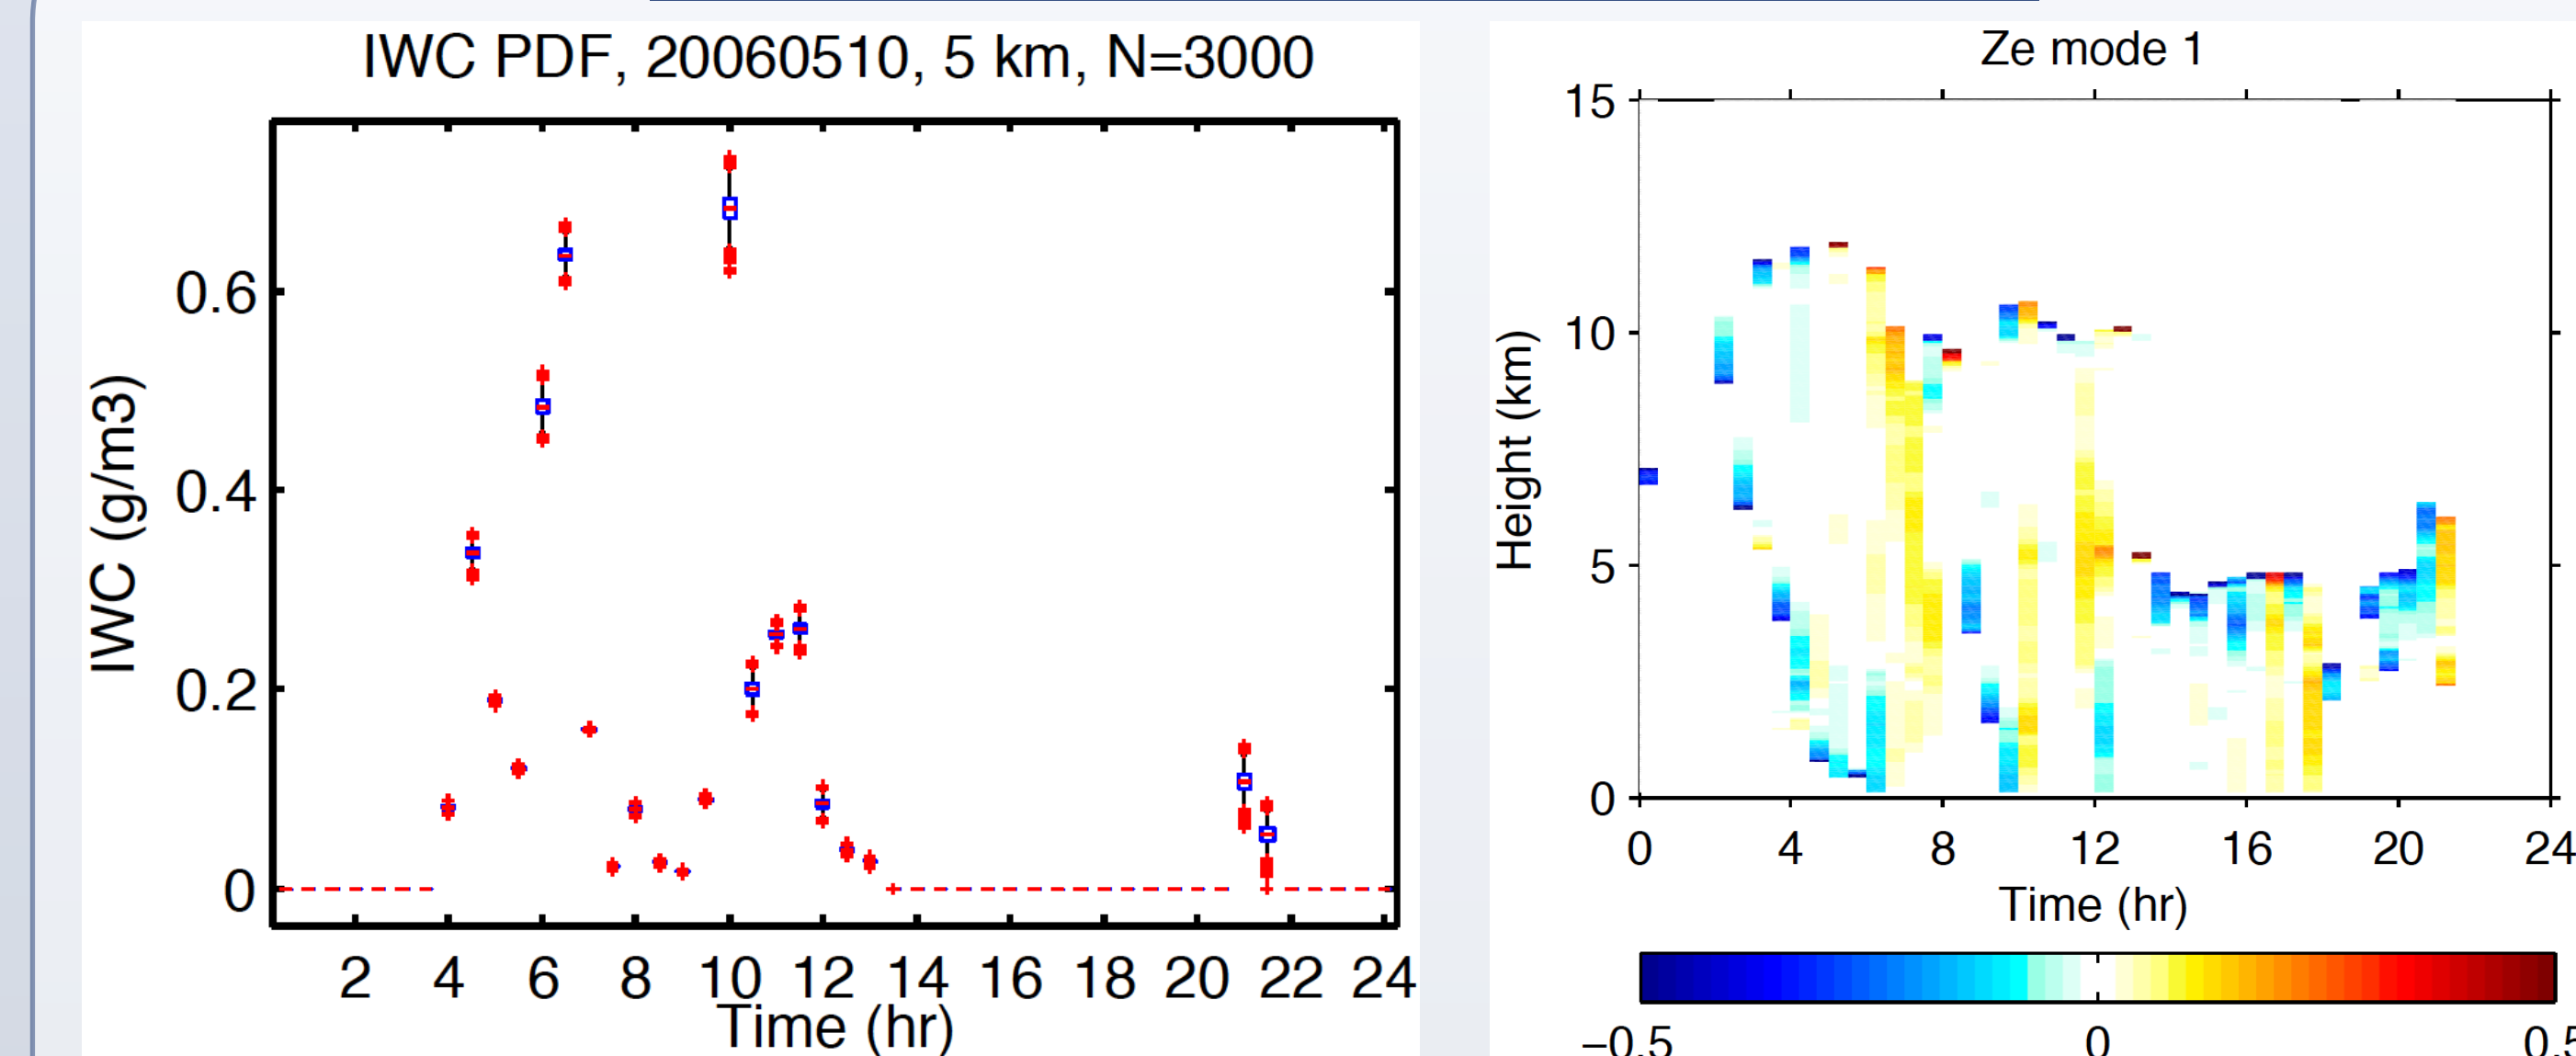 IWC PDF, 20060510, 5 km, N=3000
IWC (g/m3)
0.6
0.4
0.2
0
2 4 6 8 10 12 14 16 18 20 22 24
Time (hr)
Ze mode 1
Height (km)
15
10
5
0
0 4 8 12 16 20 24
Time (hr)
−0.5 0 0.5